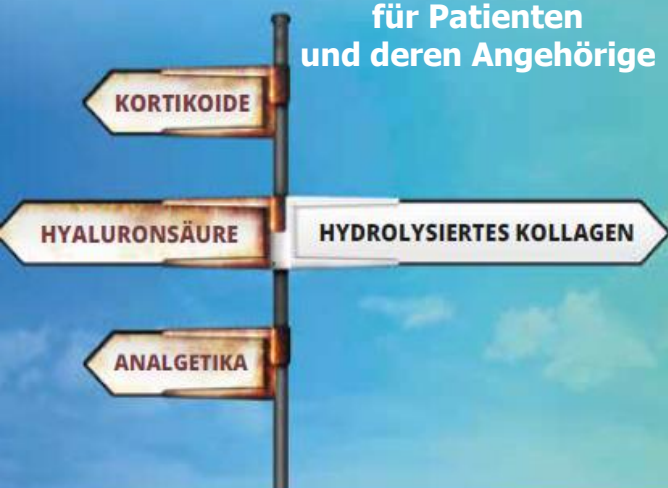 für Patienten
und deren Angehörige
KORTIKOIDE
HYALURONSÄURE
HYDROLYSIERTES KOLLAGEN
ANALGETIKA